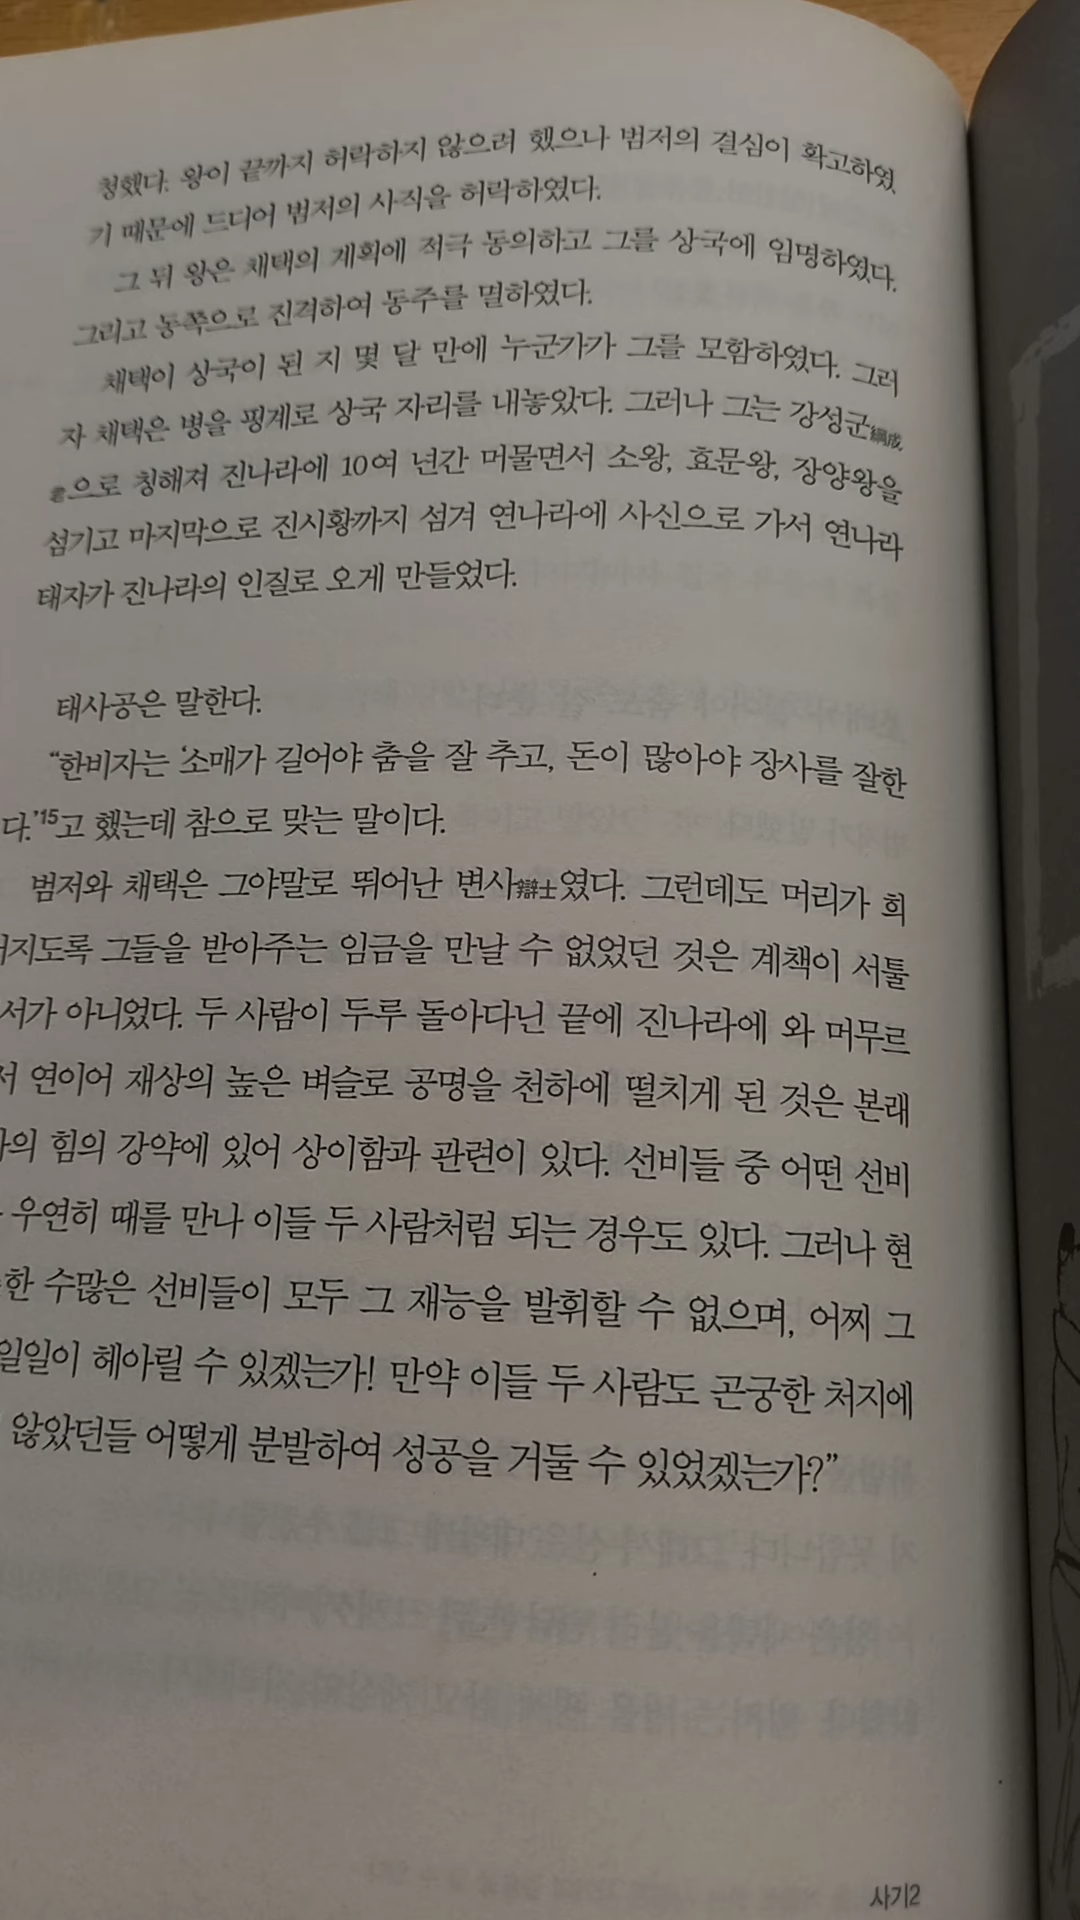 청했다. 왕이 끝까지 허락하지 않으려 했으나 범저의 결심이 확고하였
기 때문에 드디어 범저의 사직을 허락하였다.
그 뒤 왕은 채택의 계획에 적극 동의하고 그를 상국에 임명하였다.
그리고 동쪽으로 진격하여 동주를 멸하였다.
채택이 상국이 된 지 몇 달 만에 누군가가 그를 모함하였다. 그러
자 채택은 병을 핑계로 상국 자리를 내놓았다. 그러나 그는 강성군綱成
君으로 칭해져 진나라에 10여 년간 머물면서 소왕, 효문왕, 장양왕을
섬기고 마지막으로 진시황까지 섬겨 연나라에 사신으로 가서 연나라
태자가 진나라의 인질로 오게 만들었다.
태사공은 말한다.
“한비자는 ‘소매가 길어야 춤을 잘 추고, 돈이 많아야 장사를 잘한
다.’15고 했는데 참으로 맞는 말이다.
범저와 채택은 그야말로 뛰어난 변사辯士였다. 그런데도 머리가 희
어지도록 그들을 받아주는 임금을 만날 수 없었던 것은 계책이 서툴
서가 아니었다. 두 사람이 두루 돌아다닌 끝에 진나라에 와 머무르
서 연이어 재상의 높은 벼슬로 공명을 천하에 떨치게 된 것은 본래
의 힘의 강약에 있어 상이함과 관련이 있다. 선비들 중 어떤 선비
우연히 때를 만나 이들 두 사람처럼 되는 경우도 있다. 그러나 현
한 수많은 선비들이 모두 그 재능을 발휘할 수 없으며, 어찌 그
일일이 헤아릴 수 있겠는가! 만약 이들 두 사람도 곤궁한 처지에
않았던들 어떻게 분발하여 성공을 거둘 수 있었겠는가?”
사기2